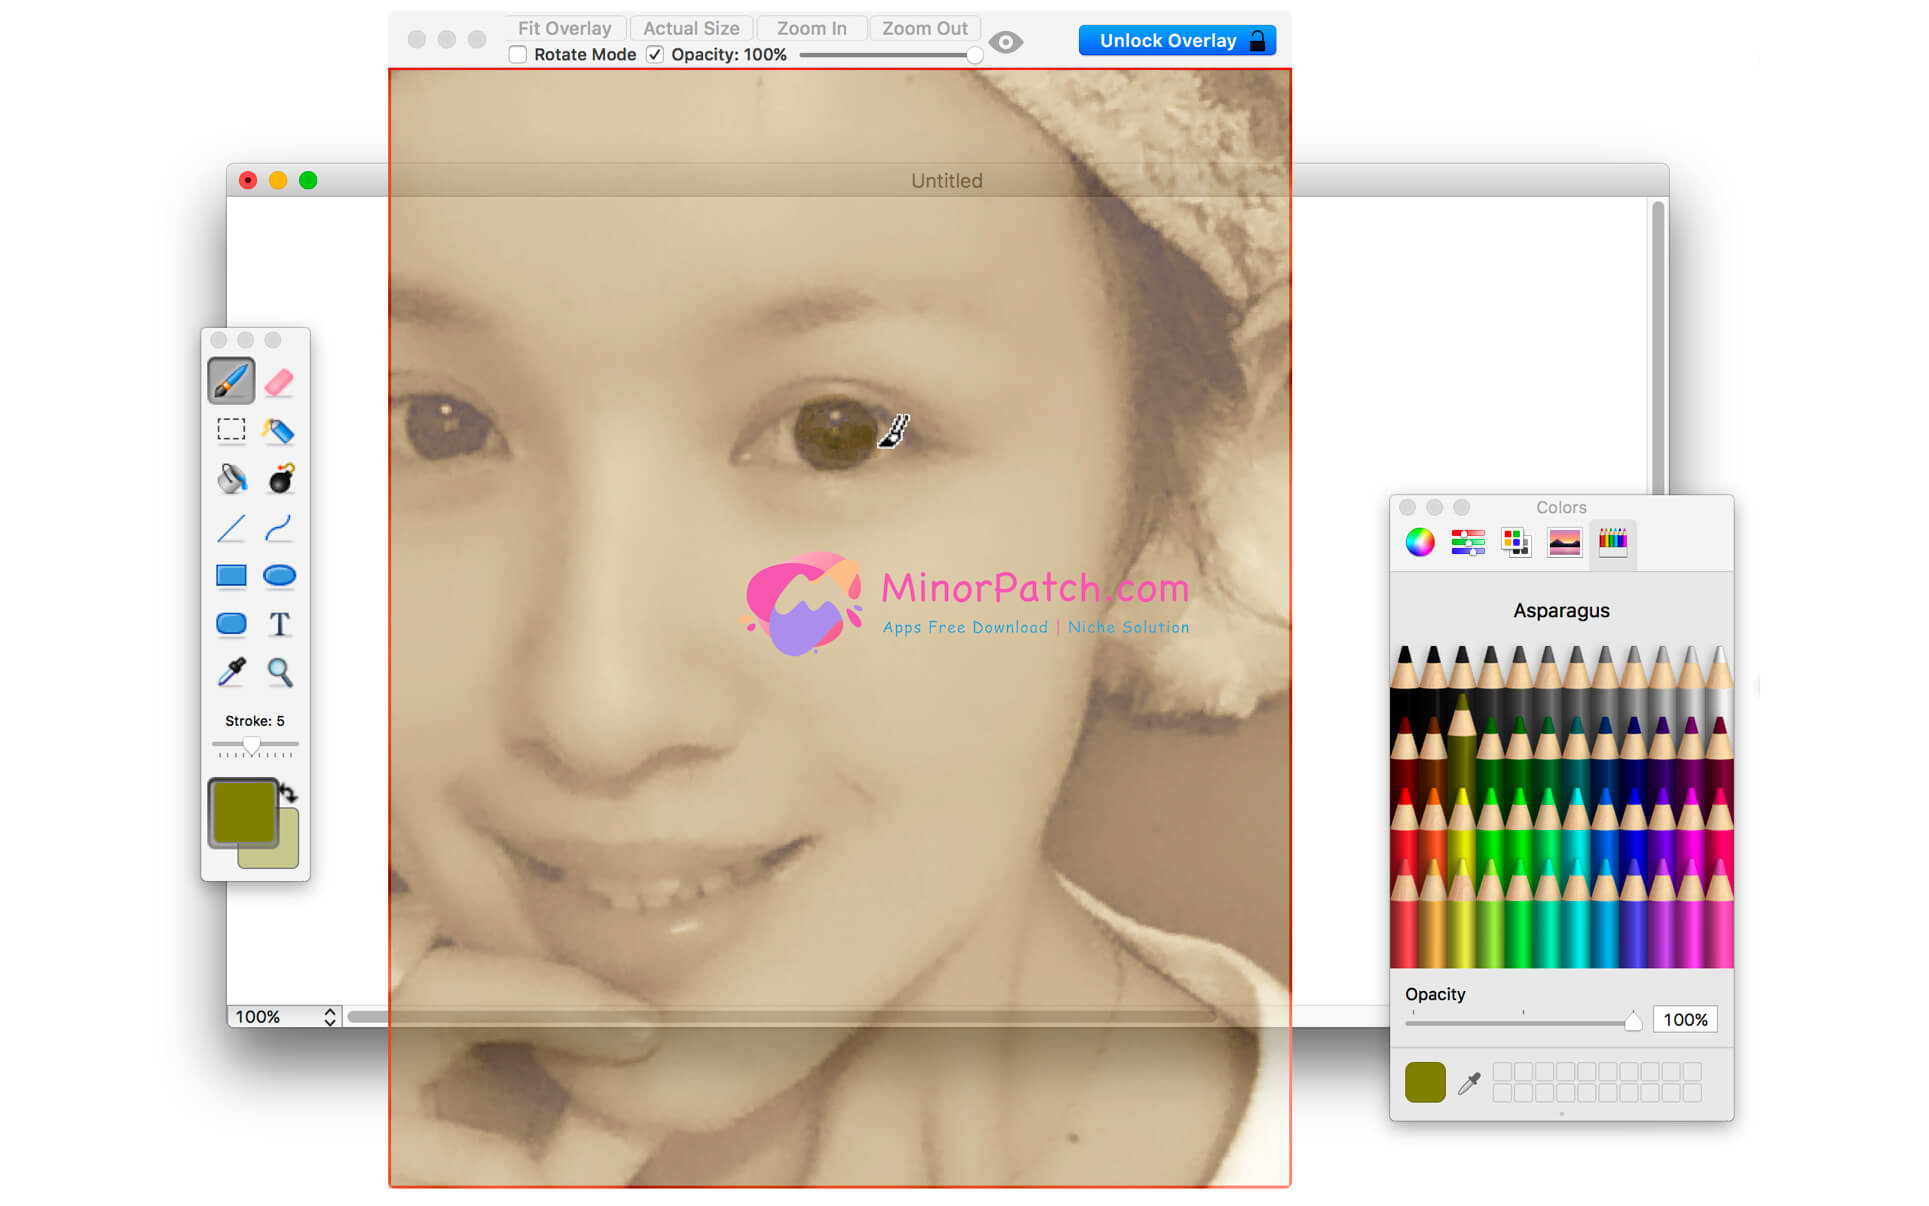 Fit Overlay
Actual Size
Zoom In
Zoom Out
Unlock Overlay
Rotate Mode
Opacity: 100%
Untitled
Stroke: 5
T
MinorPatch.com
Apps Free Download | Niche Solution
100%
Colors
Asparagus
Opacity
100%